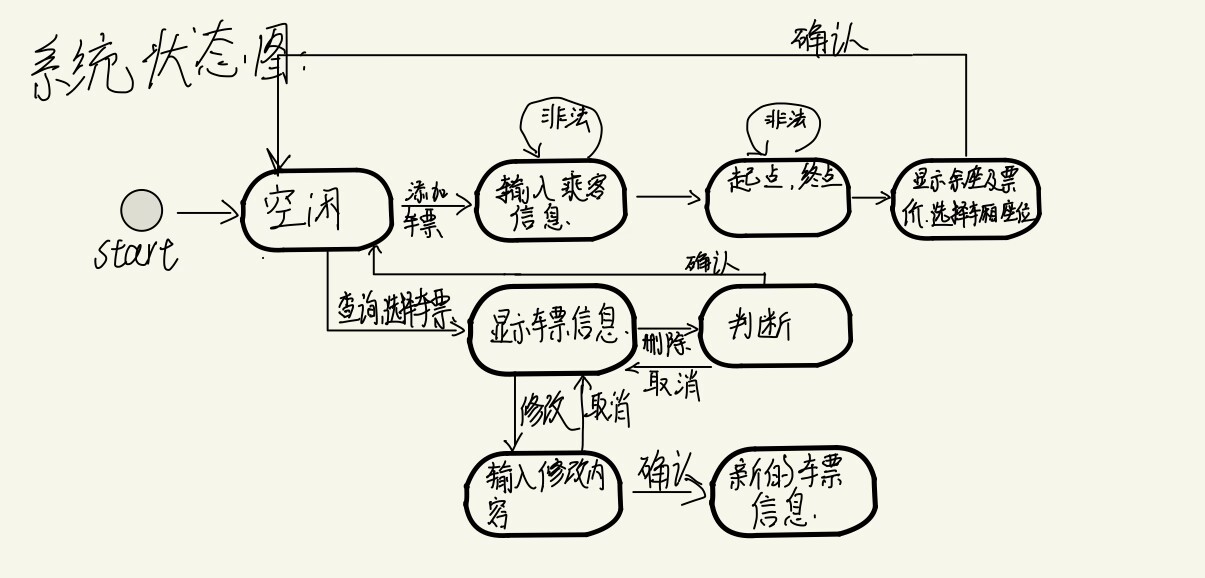 系统状态图:
确认
非法
非法
空闲
添加
车票
输入乘客
信息.
起点.终点
显示余座及票
价.选择车厢座位
start
确认
查询,选择车票
显示车票信息.
删除
取消
判断
修改
取消
输入修改内
容
确认
新的车票
信息.